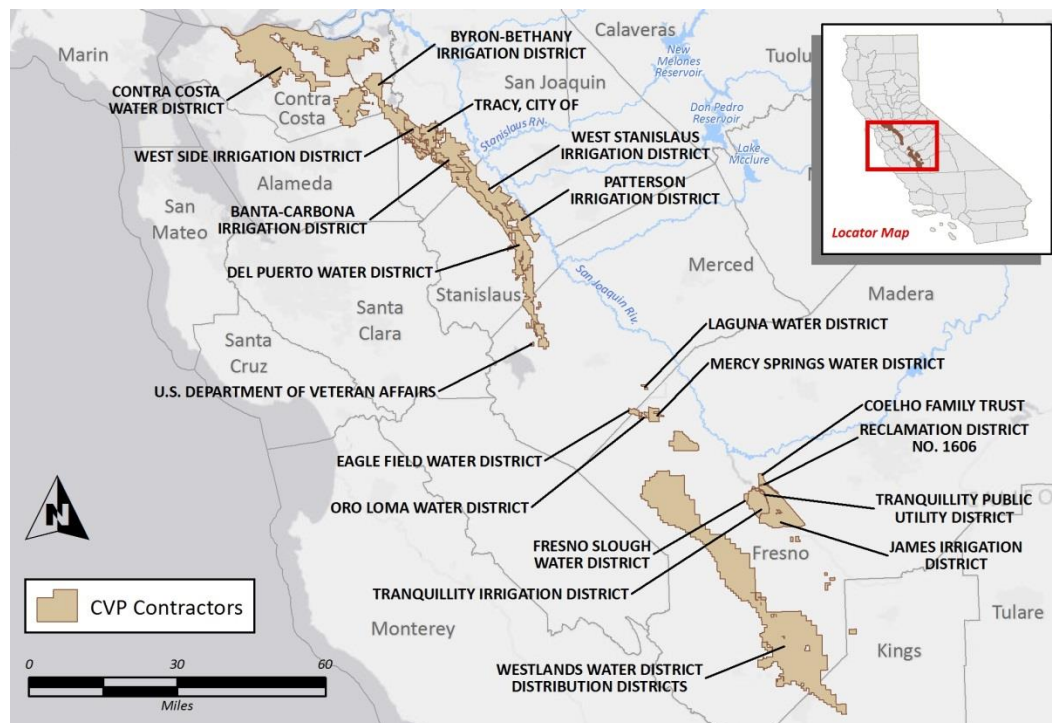 Marin
BYRON-BETHANY
IRRIGATION DISTRICT
Calaveras
New
Melones
Reservoir
Tuolu
San Joaquin
CONTRA COSTA
WATER DISTRICT
Contra
Costa
TRACY, CITY OF
Don Pedro
Reservoir
Stanislaus Riv.
WEST SIDE IRRIGATION DISTRICT
WEST STANISLAUS
IRRIGATION DISTRICT
Lake
Mcclure
Alameda
San
Mateo
BANTA-CARBONA
IRRIGATION DISTRICT
PATTERSON
IRRIGATION DISTRICT
Locator Map
DEL PUERTO WATER DISTRICT
Merced
San Joaquin Riv.
Madera
Stanislaus
Santa
Clara
Santa
Cruz
LAGUNA WATER DISTRICT
MERCY SPRINGS WATER DISTRICT
U.S. DEPARTMENT OF VETERAN AFFAIRS
COELHO FAMILY TRUST
RECLAMATION DISTRICT
NO. 1606
EAGLE FIELD WATER DISTRICT
ORO LOMA WATER DISTRICT
TRANQUILLITY PUBLIC
UTILITY DISTRICT
N
FRESNO SLOUGH
WATER DISTRICT
Fresno
JAMES IRRIGATION
DISTRICT
TRANQUILLITY IRRIGATION DISTRICT
CVP Contractors
Tulare
Monterey
Kings
WESTLANDS WATER DISTRICT
DISTRIBUTION DISTRICTS
0 30 60
Miles